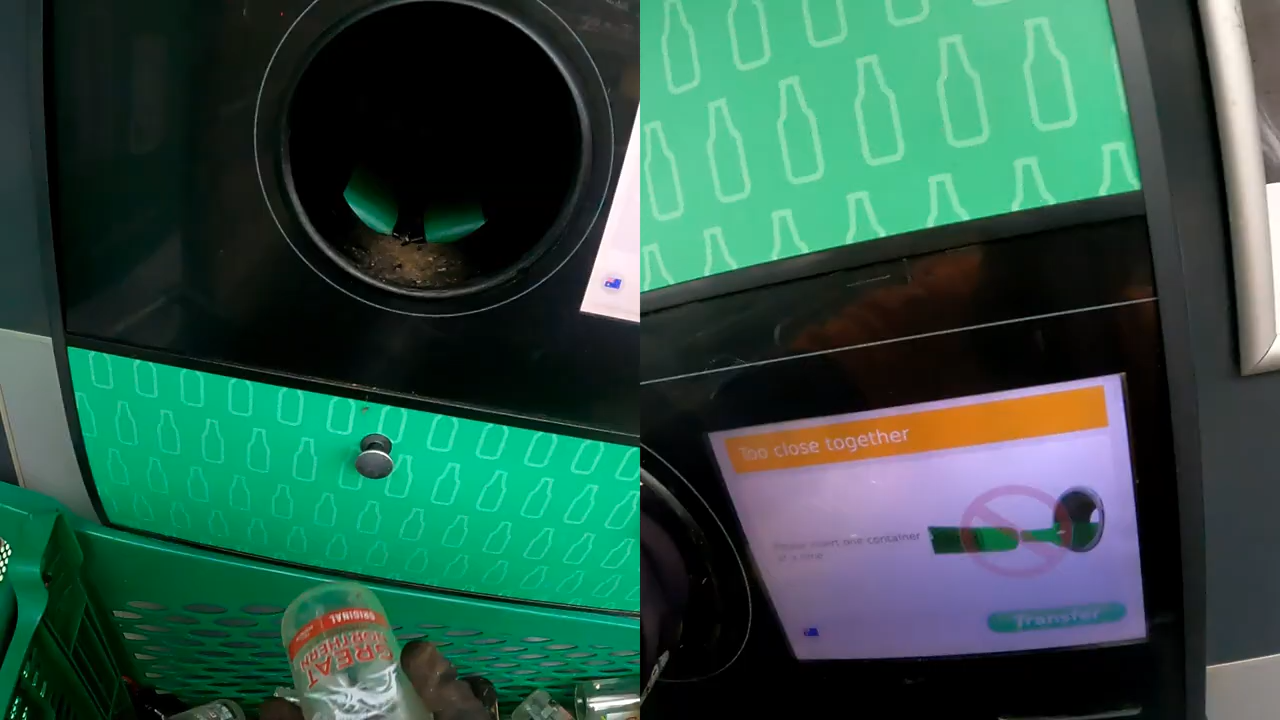 ORIGINAL
GREAT
NORTHERN
Too close together
Please insert one container
at a time
Transfer